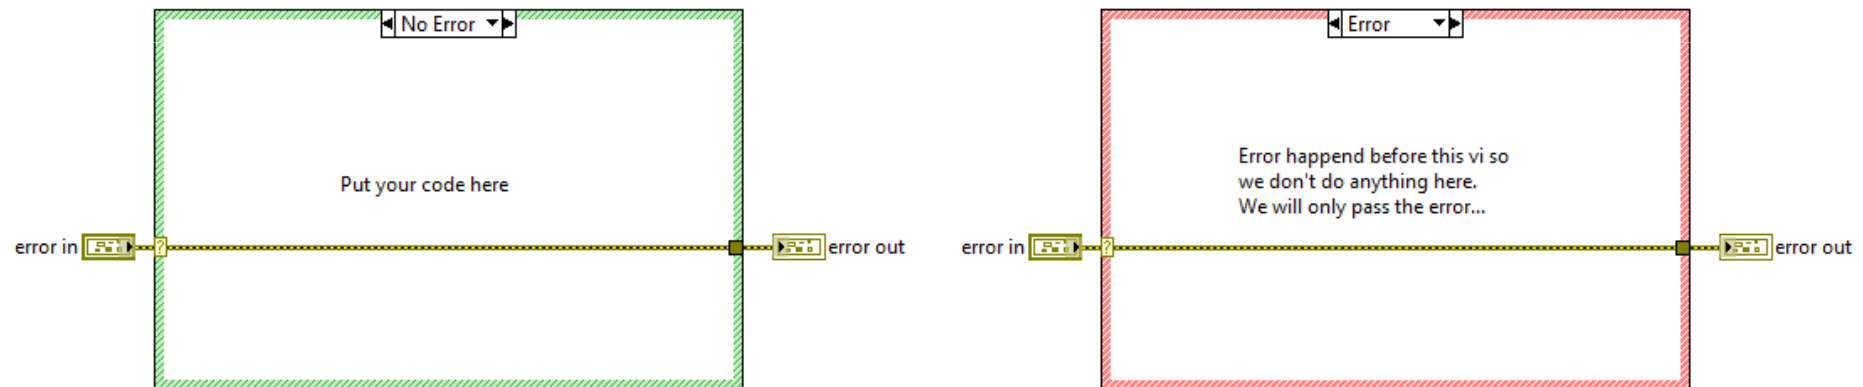 No Error
Error
Put your code here
Error happend before this vi so
we don't do anything here.
We will only pass the error...
error in
?
error out
error in
?
error out